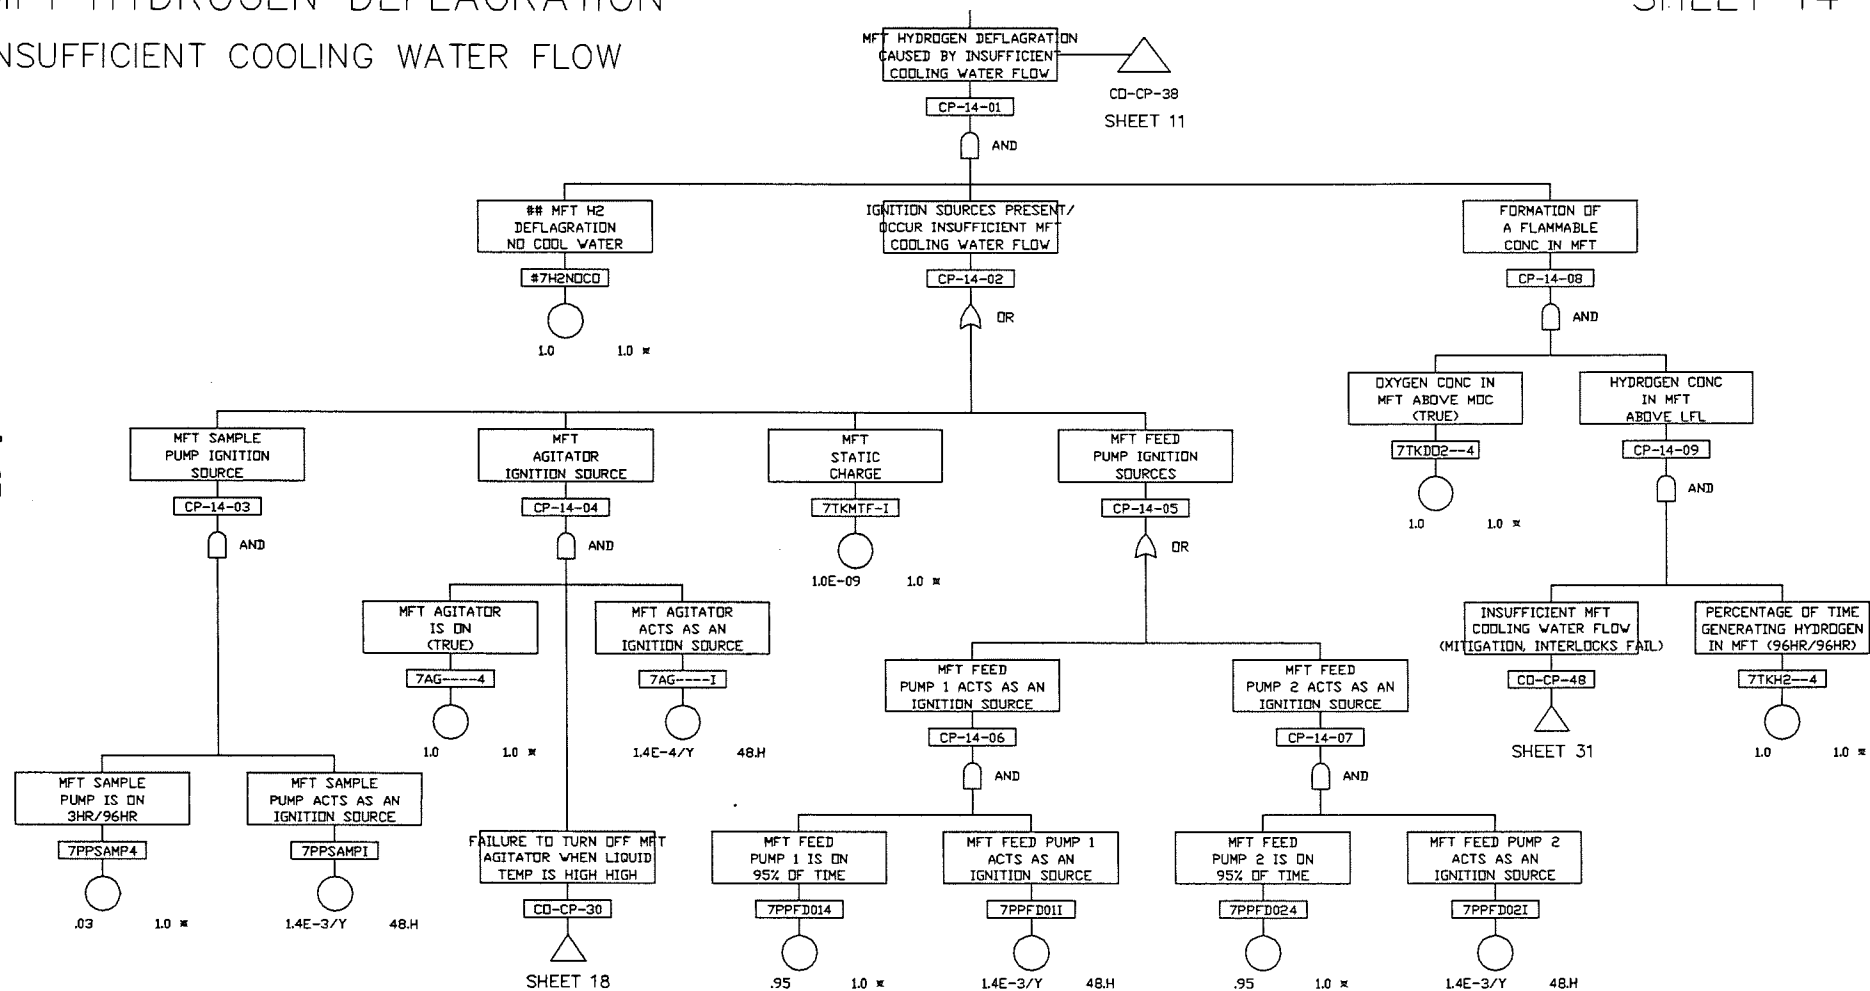 MFT HYDROGEN DEFLAGRATION
SHEET 14
INSUFFICIENT COOLING WATER FLOW
MFT HYDROGEN DEFLAGRATION
CAUSED BY INSUFFICIEN
COOLING WATER FLOW
CO-CP-38
SHEET 11
CP-14-01
AND
## MFT H2
DEFLAGRATION
NO COOL WATER
#7H2NOCO
1.0 1.0 *
IGNITION SOURCES PRESENT/
OCCUR INSUFFICIENT MFT
COOLING WATER FLOW
CP-14-02
OR
FORMATION OF
A FLAMMABLE
CONC IN MFT
CP-14-08
AND
OXYGEN CONC IN
MFT ABOVE MOC
(TRUE)
7TKDO2--4
1.0 1.0 *
HYDROGEN CONC
IN MFT
ABOVE LFL
CP-14-09
AND
MFT SAMPLE
PUMP IGNITION
SOURCE
CP-14-03
AND
MFT
AGITATOR
IGNITION SOURCE
CP-14-04
AND
MFT
STATIC
CHARGE
7TKMTF-I
1.0E-09 1.0 *
MFT FEED
PUMP IGNITION
SOURCES
CP-14-05
OR
MFT AGITATOR
IS ON
(TRUE)
7AG----4
1.0 1.0 *
MFT AGITATOR
ACTS AS AN
IGNITION SOURCE
7AG----I
1.4E-4/Y 48.H
INSUFFICIENT MFT
COOLING WATER FLOW
(MITIGATION, INTERLOCKS FAIL)
CO-CP-48
SHEET 31
PERCENTAGE OF TIME
GENERATING HYDROGEN
IN MFT (96HR/96HR)
7TKH2--4
1.0 1.0 *
MFT FEED
PUMP 1 ACTS AS AN
IGNITION SOURCE
CP-14-06
AND
MFT FEED
PUMP 2 ACTS AS AN
IGNITION SOURCE
CP-14-07
AND
MFT SAMPLE
PUMP IS ON
3HR/96HR
7PPSAMP4
.03 1.0 *
MFT SAMPLE
PUMP ACTS AS AN
IGNITION SOURCE
7PPSAMPI
1.4E-3/Y 48.H
FAILURE TO TURN OFF MFT
AGITATOR WHEN LIQUID
TEMP IS HIGH HIGH
CO-CP-30
SHEET 18
MFT FEED
PUMP 1 IS ON
95% OF TIME
7PPFD014
.95 1.0 *
MFT FEED PUMP 1
ACTS AS AN
IGNITION SOURCE
7PPFD01I
1.4E-3/Y 48.H
MFT FEED
PUMP 2 IS ON
95% OF TIME
7PPFD024
.95 1.0 *
MFT FEED PUMP 2
ACTS AS AN
IGNITION SOURCE
7PPFD02I
1.4E-3/Y 48.H